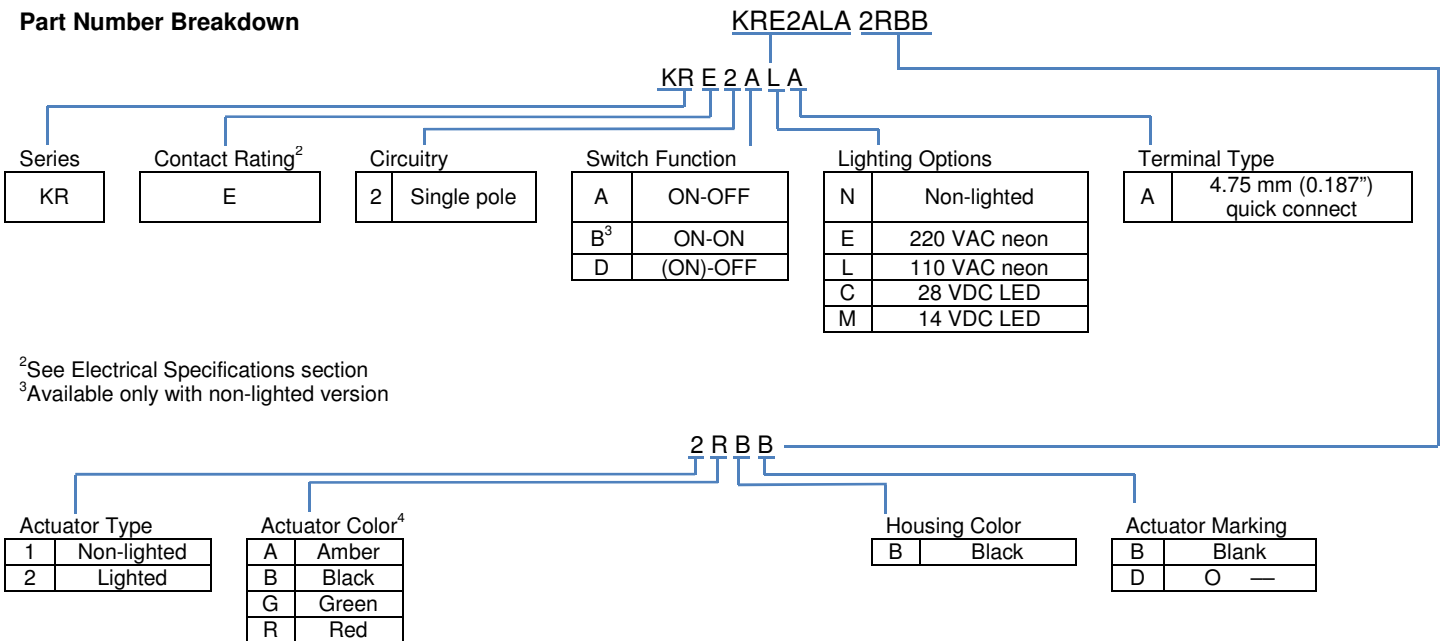 Part Number Breakdown
KRE2ALA 2RBB
KR E 2 A L A
Series
KR
Contact Rating²
E
Circuitry
2 Single pole
Switch Function
A ON-OFF
B³ ON-ON
D (ON)-OFF
Lighting Options
N Non-lighted
E 220 VAC neon
L 110 VAC neon
C 28 VDC LED
M 14 VDC LED
Terminal Type
A 4.75 mm (0.187”)
quick connect
²See Electrical Specifications section
³Available only with non-lighted version
2 R B B
Actuator Type
1 Non-lighted
2 Lighted
Actuator Color⁴
A Amber
B Black
G Green
R Red
Housing Color
B Black
Actuator Marking
B Blank
D O —